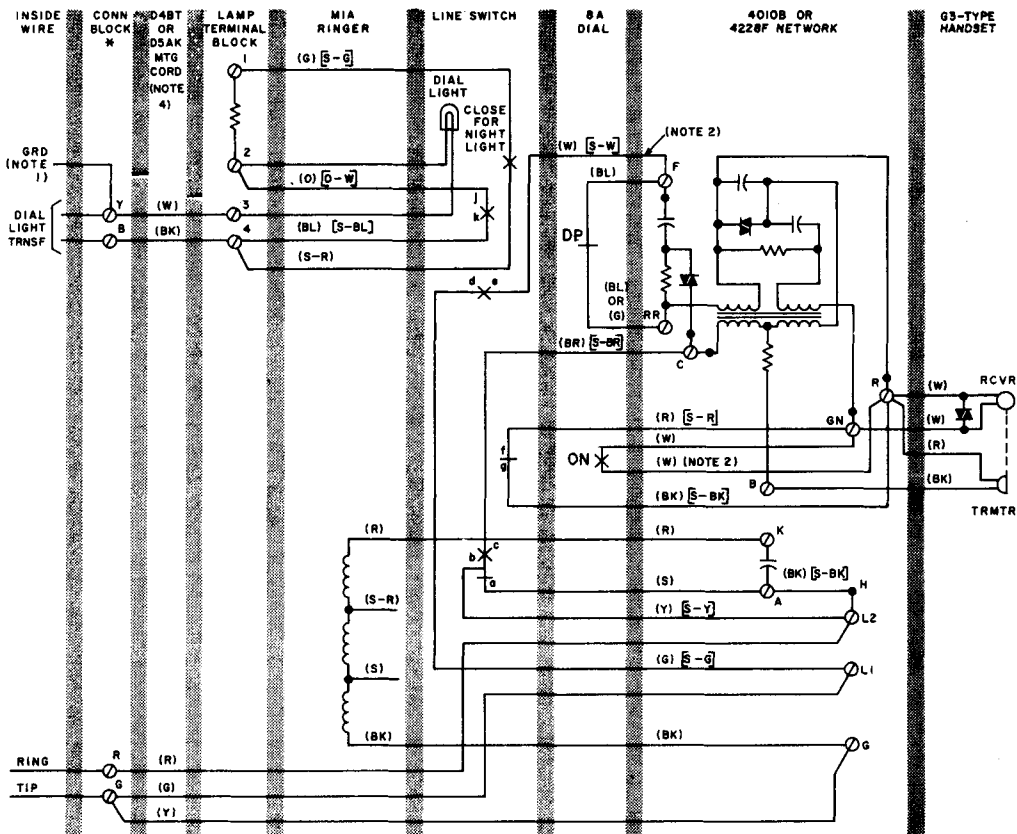 INSIDE WIRE
CONN BLOCK *
D4BT OR D5AK MTG CORD (NOTE 4)
LAMP TERMINAL BLOCK
M1A RINGER
LINE SWITCH
8A DIAL
4010B OR 4228F NETWORK
G3-TYPE HANDSET
1
(G) [S-G]
DIAL LIGHT
CLOSE FOR NIGHT LIGHT
(NOTE 2)
(W) [S-W]
GRD (NOTE 1)
2
(BL)
F
(O) [O-W]
j
k
Y
(W)
3
DIAL LIGHT TRNSF
B
(BK)
4
(BL) [S-BL]
DP
(S-R)
d e
(BL) OR (G)
RR
(BR) [S-BR]
C
R
(W)
RCVR
(R) [S-R]
GN
(W)
(W)
f
g
ON
(R)
(W) (NOTE 2)
B
(BK)
(BK) [S-BK]
TRMTR
(R)
(R)
K
c
b
a
(BK) [S-BK]
(S)
A
H
(S-R)
(Y) [S-Y]
L2
(S)
(G) [S-G]
L1
(BK)
(BK)
G
RING
R
(R)
TIP
G
(G)
(Y)